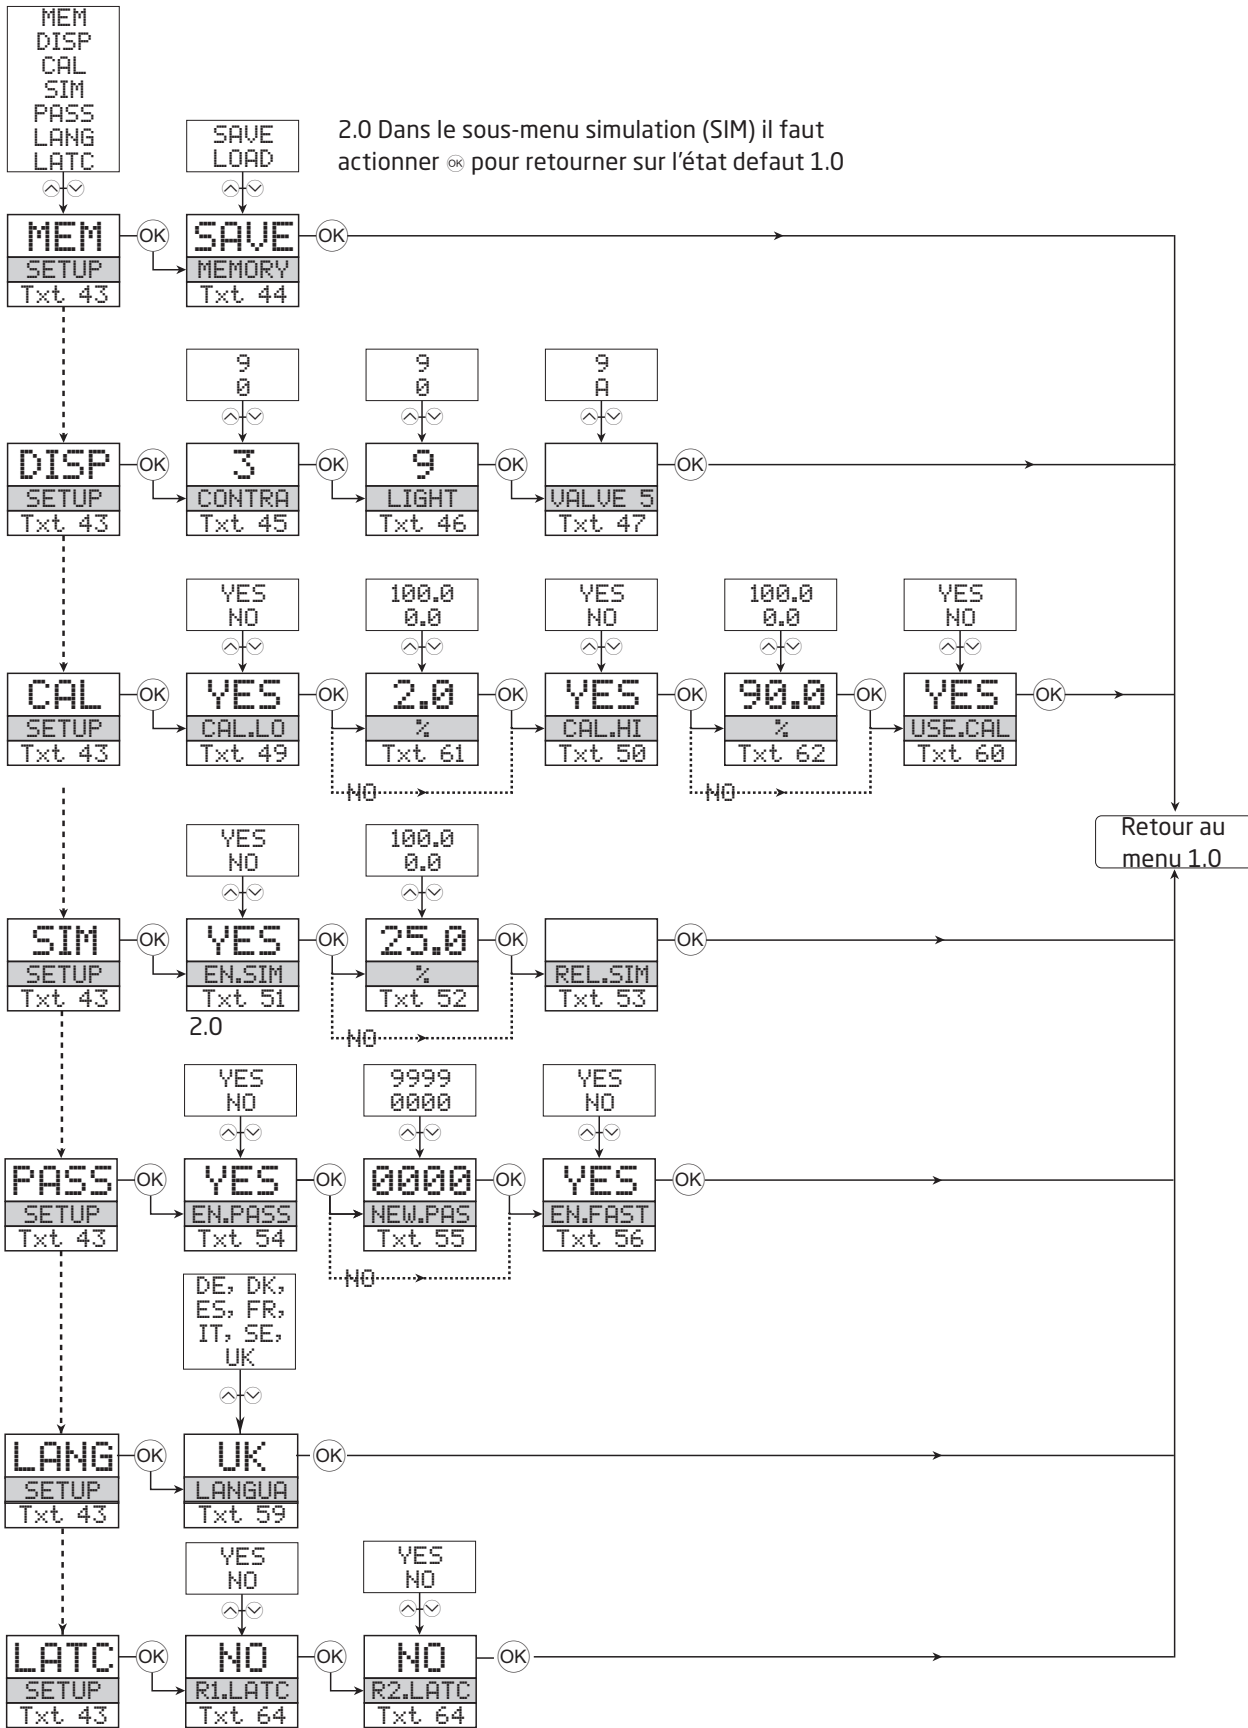 MEM
DISP
CAL
SIM
PASS
LANG
LATC
SAVE
LOAD
2.0 Dans le sous-menu simulation (SIM) il faut
actionner OK pour retourner sur l'état defaut 1.0
MEM OK SAVE OK
SETUP MEMORY
Txt 43 Txt 44
9 9 9
0 0 A
DISP OK 3 OK 9 OK OK
SETUP CONTRA LIGHT VALVE 5
Txt 43 Txt 45 Txt 46 Txt 47
YES 100.0 YES 100.0 YES
NO 0.0 NO 0.0 NO
CAL OK YES OK 2.0 OK YES OK 90.0 OK YES OK
SETUP CAL.LO % CAL.HI % USE.CAL
Txt 43 Txt 49 Txt 61 Txt 50 Txt 62 Txt 60
NO NO
Retour au
menu 1.0
YES 100.0
NO 0.0
SIM OK YES OK 25.0 OK OK
SETUP EN.SIM % REL.SIM
Txt 43 Txt 51 Txt 52 Txt 53
2.0
NO
YES 9999 YES
NO 0000 NO
PASS OK YES OK 0000 OK YES OK
SETUP EN.PASS NEW.PAS EN.FAST
Txt 43 Txt 54 Txt 55 Txt 56
NO
DE, DK,
ES, FR,
IT, SE,
UK
LANG OK UK OK
SETUP LANGUA
Txt 43 Txt 59
YES YES
NO NO
LATC OK NO OK NO OK
SETUP R1.LATC R2.LATC
Txt 43 Txt 64 Txt 64